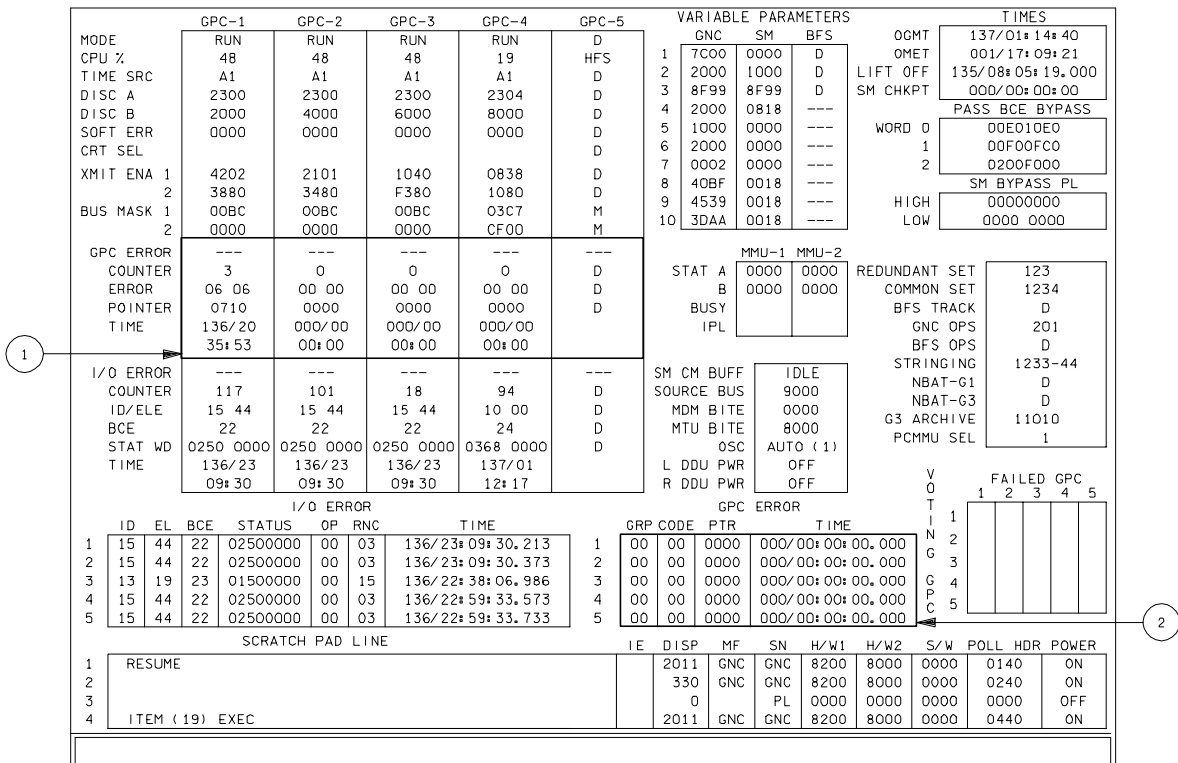 GPC-1 GPC-2 GPC-3 GPC-4 GPC-5 VARIABLE PARAMETERS TIMES
MODE RUN RUN RUN RUN D GNC SM BFS OGMT 137/01:14:40
CPU % 48 48 48 19 HFS 1 7C00 0000 D OMET 001/17:09:21
TIME SRC A1 A1 A1 A1 D 2 2000 1000 D LIFT OFF 135/08:05:19.000
DISC A 2300 2300 2300 2304 D 3 8F99 8F99 D SM CHKPT 000/00:00:00
DISC B 2000 4000 6000 8000 D 4 2000 0818 --- PASS BCE BYPASS
SOFT ERR 0000 0000 0000 0000 D 5 1000 0000 --- WORD 0 00E010E0
CRT SEL D 6 2000 0000 --- 1 00F00FC0
XMIT ENA 1 4202 2101 1040 0838 D 7 0002 0000 --- 2 0200F000
2 3880 3480 F380 1080 D 8 40BF 0018 --- SM BYPASS PL
BUS MASK 1 00BC 00BC 00BC 03C7 M 9 4539 0018 --- HIGH 00000000
2 0000 0000 0000 CF00 M 10 3DAA 0018 --- LOW 0000 0000
GPC ERROR --- --- --- --- --- MMU-1 MMU-2
COUNTER 3 0 0 0 D STAT A 0000 0000 REDUNDANT SET 123
ERROR 06 06 00 00 00 00 00 00 D B 0000 0000 COMMON SET 1234
POINTER 0710 0000 0000 0000 D BUSY BFS TRACK D
TIME 136/20 000/00 000/00 000/00 IPL GNC OPS 201
35:53 00:00 00:00 00:00 BFS OPS D
1
I/O ERROR --- --- --- --- --- SM CM BUFF IDLE STRINGING 1233-44
COUNTER 117 101 18 94 D SOURCE BUS 9000 NBAT-G1 D
ID/ELE 15 44 15 44 15 44 10 00 D MDM BITE 0000 NBAT-G3 D
BCE 22 22 22 24 D MTU BITE 8000 G3 ARCHIVE 11010
STAT WD 0250 0000 0250 0000 0250 0000 0368 0000 D OSC AUTO (1) PCMMU SEL 1
TIME 136/23 136/23 136/23 137/01 L DDU PWR OFF
09:30 09:30 09:30 12:17 R DDU PWR OFF
VOTING GPC FAILED GPC
1 2 3 4 5
1
2
3
4
5
I/O ERROR GPC ERROR
ID EL BCE STATUS OP RNC TIME GRP CODE PTR TIME
1 15 44 22 02500000 00 03 136/23:09:30.213 1 00 00 0000 000/00:00:00.000
2 15 44 22 02500000 00 03 136/23:09:30.373 2 00 00 0000 000/00:00:00.000
3 13 19 23 01500000 00 15 136/22:38:06.986 3 00 00 0000 000/00:00:00.000
4 15 44 22 02500000 00 03 136/22:59:33.573 4 00 00 0000 000/00:00:00.000
5 15 44 22 02500000 00 03 136/22:59:33.733 5 00 00 0000 000/00:00:00.000
2
SCRATCH PAD LINE IE DISP MF SN H/W1 H/W2 S/W POLL HDR POWER
1 RESUME 2011 GNC GNC 8200 8000 0000 0140 ON
2 330 GNC GNC 8200 8000 0000 0240 ON
3 0 PL 0000 0000 0000 0000 OFF
4 ITEM (19) EXEC 2011 GNC GNC 8200 8000 0000 0440 ON